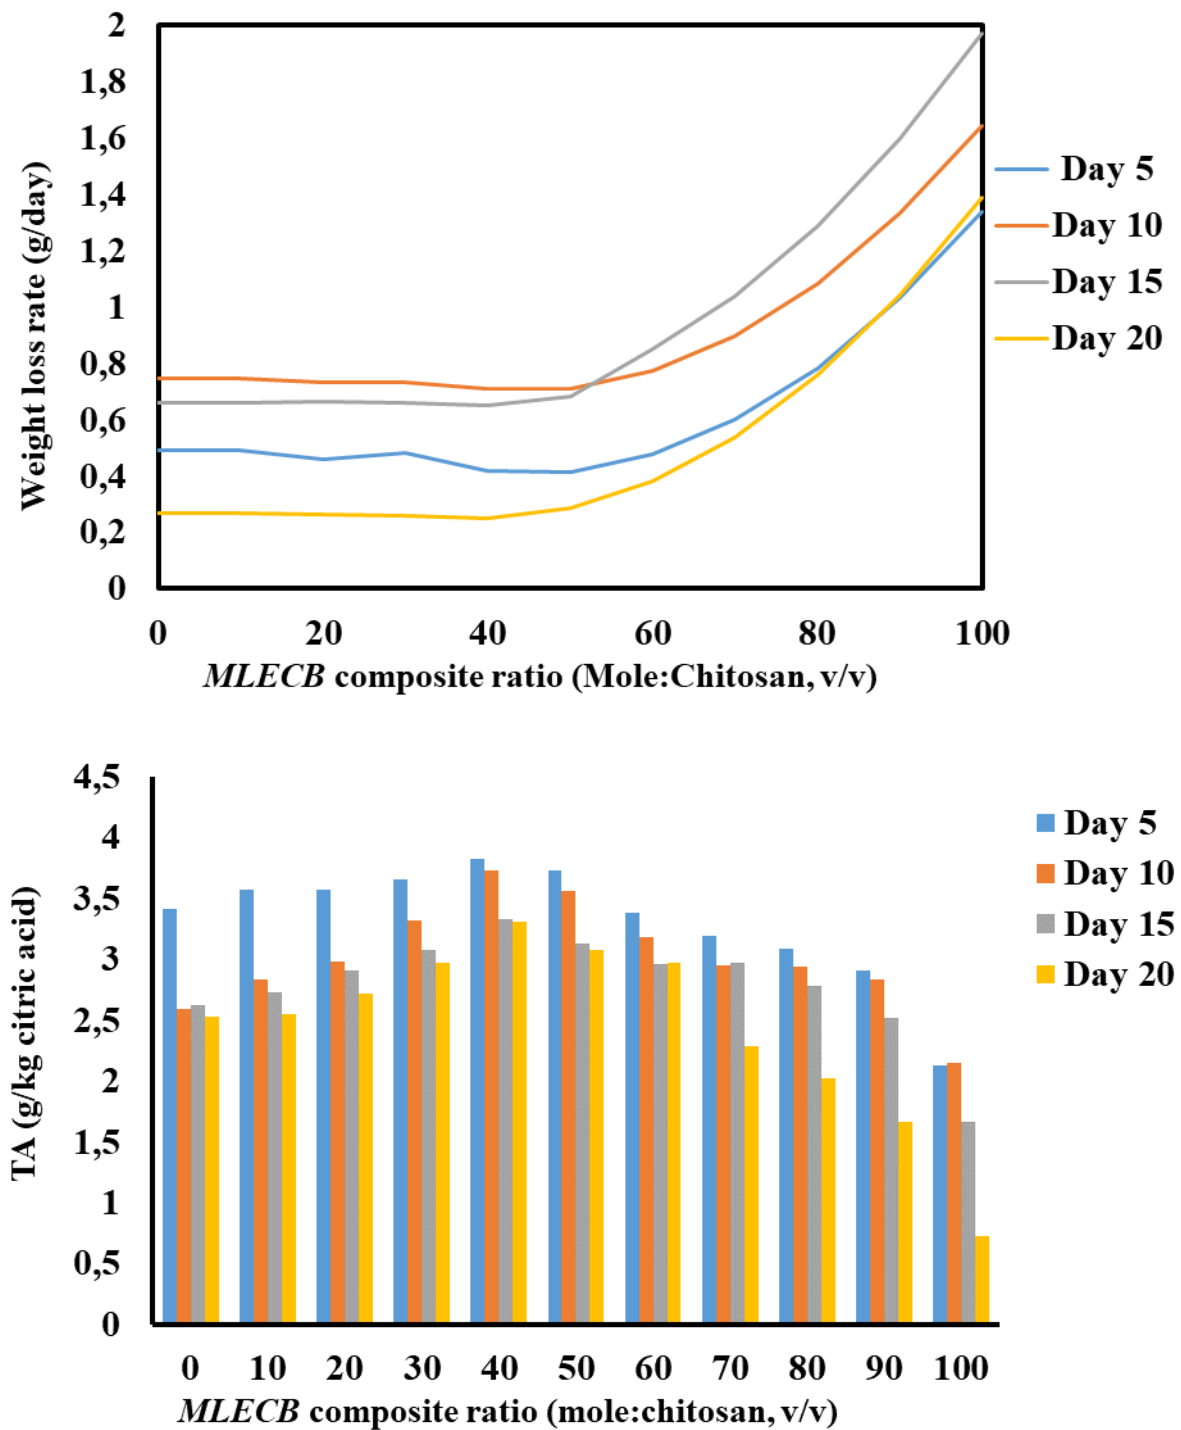 2
1,8
1,6
1,4
1,2
1
0,8
0,6
0,4
0,2
0
Weight loss rate (g/day)
0 20 40 60 80 100
MLECB composite ratio (Mole:Chitosan, v/v)
Day 5
Day 10
Day 15
Day 20
4,5
4
3,5
3
2,5
2
1,5
1
0,5
0
TA (g/kg citric acid)
0 10 20 30 40 50 60 70 80 90 100
MLECB composite ratio (mole:chitosan, v/v)
Day 5
Day 10
Day 15
Day 20